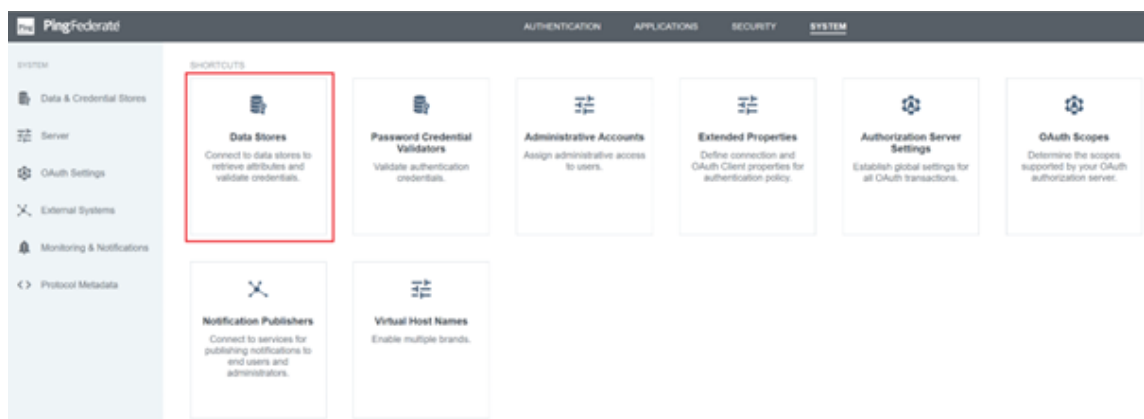 Ping PingFederate
AUTHENTICATION APPLICATIONS SECURITY SYSTEM
SYSTEM
Data & Credential Stores
Server
OAuth Settings
External Systems
Monitoring & Notifications
<> Protocol Metadata
SHORTCUTS
Data Stores
Connect to data stores to
retrieve attributes and
validate credentials.
Password Credential
Validators
Validate authentication
credentials.
Administrative Accounts
Assign administrative access
to users.
Extended Properties
Define connection and
OAuth Client properties for
authentication policy.
Authorization Server
Settings
Establish global settings for
all OAuth transactions.
OAuth Scopes
Determine the scopes
supported by your OAuth
authorization server.
Notification Publishers
Connect to services for
publishing notifications to
end users and
administrators.
Virtual Host Names
Enable multiple brands.